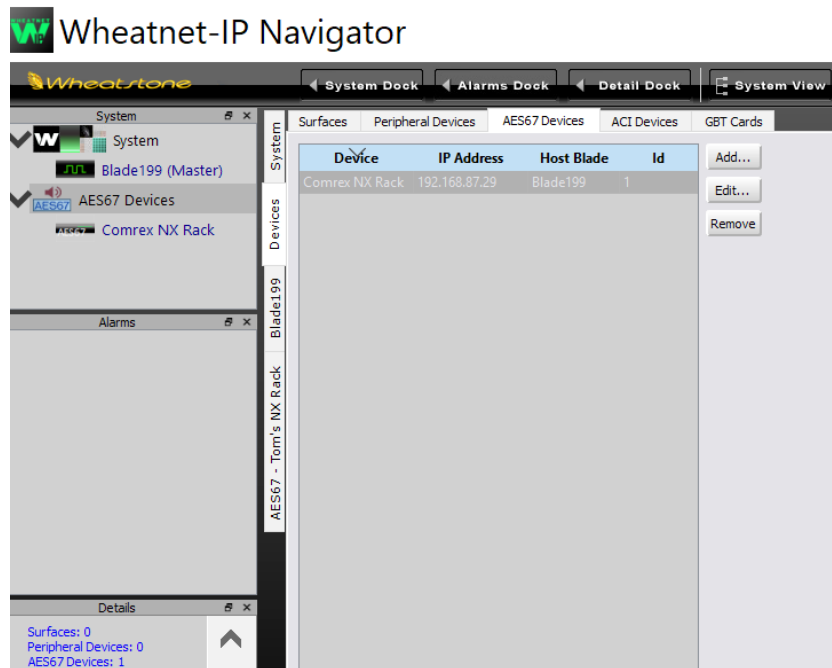 Wheatnet-IP Navigator
Wheatstone
System Dock
Alarms Dock
Detail Dock
System View
System
W
System
Blade199 (Master)
AES67
AES67 Devices
AES67
Comrex NX Rack
Alarms
Details
Surfaces: 0
Peripheral Devices: 0
AES67 Devices: 1
System
Devices
Blade199
AES67 - Tom's NX Rack
Surfaces Peripheral Devices AES67 Devices ACI Devices GBT Cards
Device IP Address Host Blade Id
Comrex NX Rack 192.168.87.29 Blade199 1
Add...
Edit...
Remove